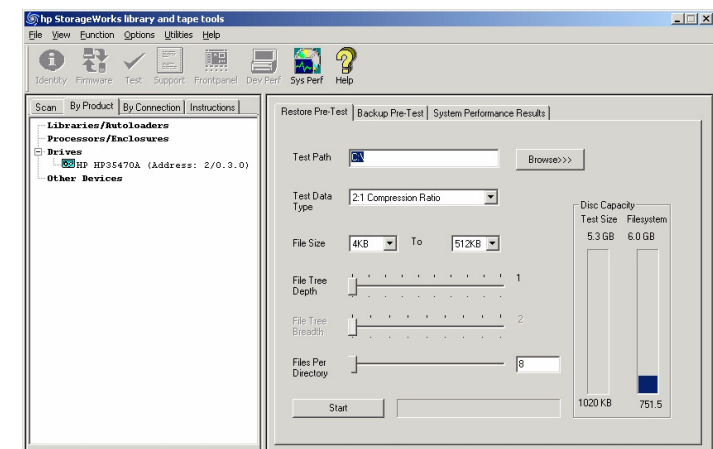 hp StorageWorks library and tape tools
File View Function Options Utilities Help
Identity Firmware Test Support Frontpanel Dev Perf Sys Perf Help
Scan By Product By Connection Instructions
Libraries/Autoloaders
Processors/Enclosures
Drives
HP HP35470A (Address: 2/0.3.0)
Other Devices
Restore Pre-Test Backup Pre-Test System Performance Results
Test Path C:\ Browse>>>
Test Data Type 2:1 Compression Ratio
File Size 4KB To 512KB
File Tree Depth 1
File Tree Breadth 2
Files Per Directory 8
Start
Disc Capacity
Test Size Filesystem
5.3 GB 6.0 GB
1020 KB 751.5